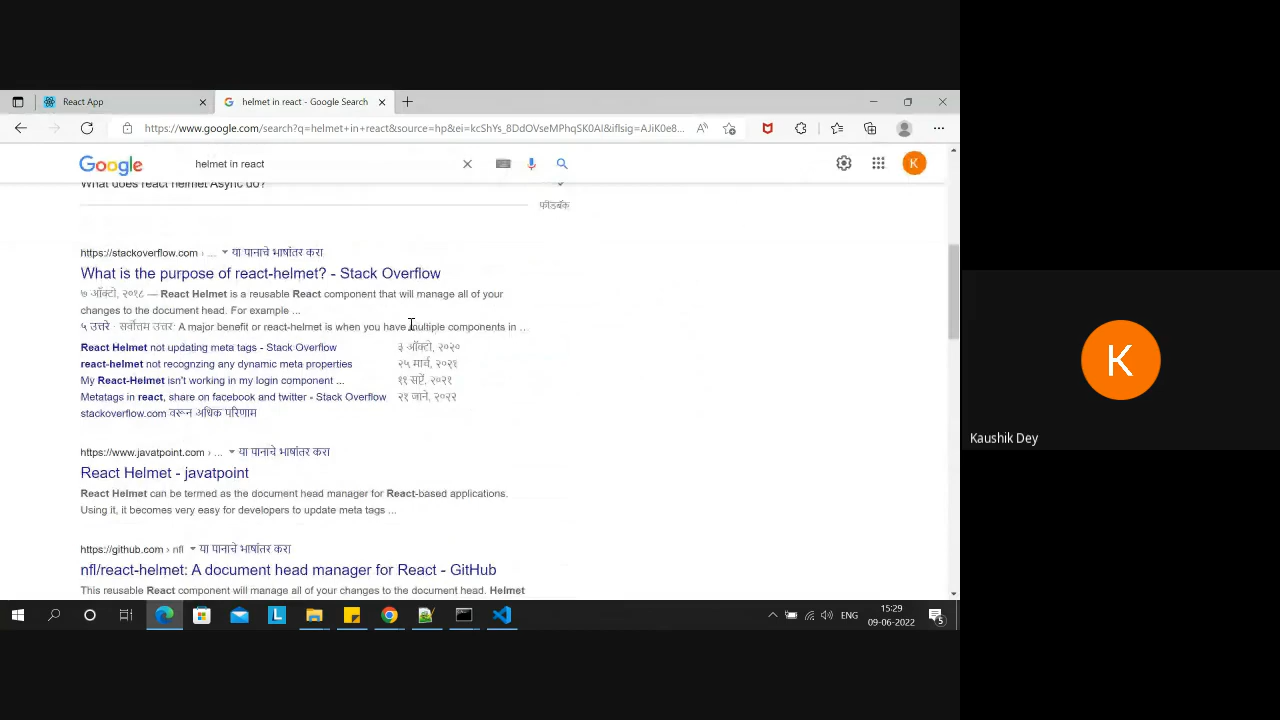 React App
helmet in react - Google Search
https://www.google.com/search?q=helmet+in+react&source=hp&ei=kcShYs_8DdOVseMPhqSK0AI&iflsig=AJiK0e8...
Google
helmet in react
K
What does react helmet Async do?
फीडबॅक
https://stackoverflow.com › ... या पानाचे भाषांतर करा
What is the purpose of react-helmet? - Stack Overflow
७ ऑक्टो, २०१८ — React Helmet is a reusable React component that will manage all of your
changes to the document head. For example ...
५ उत्तरे · सर्वोत्तम उत्तर: A major benefit or react-helmet is when you have multiple components in ...
React Helmet not updating meta tags - Stack Overflow ३ ऑक्टो, २०२०
react-helmet not recognzing any dynamic meta properties २५ मार्च, २०२१
My React-Helmet isn't working in my login component ... ११ सप्टें, २०२१
Metatags in react, share on facebook and twitter - Stack Overflow २१ जाने, २०२२
stackoverflow.com वरून अधिक परिणाम
https://www.javatpoint.com › ... या पानाचे भाषांतर करा
React Helmet - javatpoint
React Helmet can be termed as the document head manager for React-based applications.
Using it, it becomes very easy for developers to update meta tags ...
https://github.com › nfl या पानाचे भाषांतर करा
nfl/react-helmet: A document head manager for React - GitHub
This reusable React component will manage all of your changes to the document head. Helmet
L
ENG
15:29
09-06-2022
5
K
Kaushik Dey